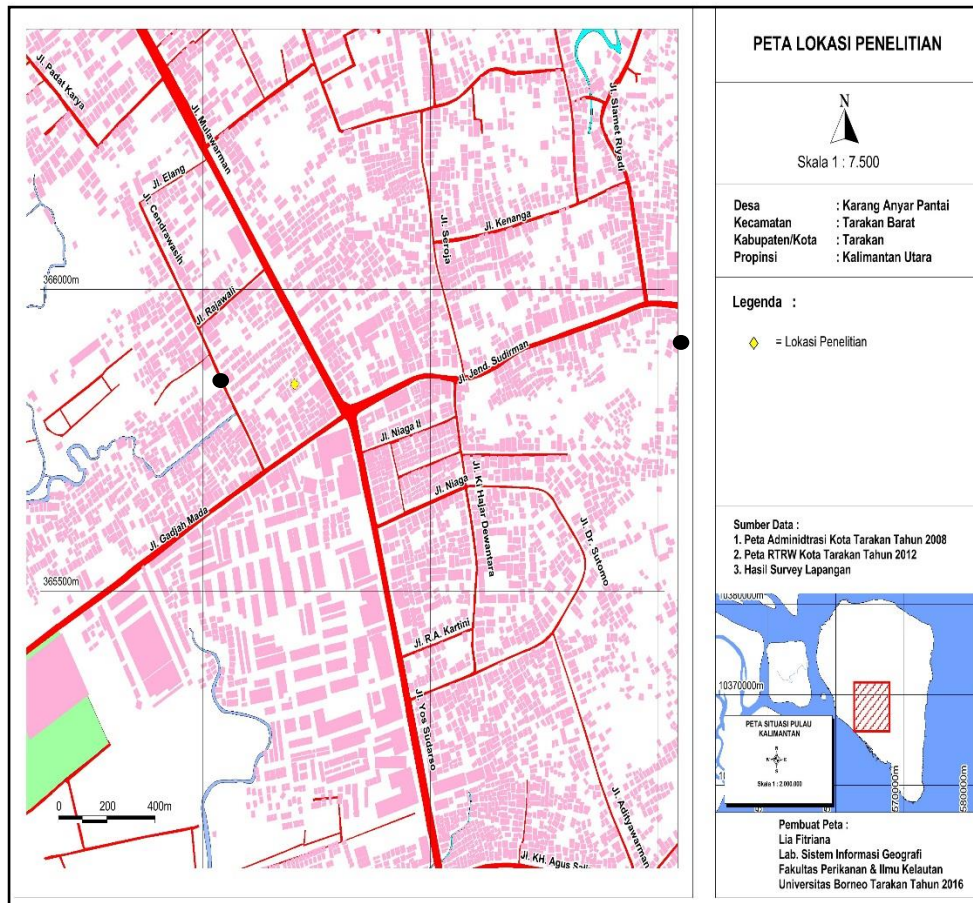 PETA LOKASI PENELITIAN
N
Skala 1 : 7.500
Desa : Karang Anyar Pantai
Kecamatan : Tarakan Barat
Kabupaten/Kota : Tarakan
Propinsi : Kalimantan Utara
Legenda :
= Lokasi Penelitian
Sumber Data :
1. Peta Adminidtrasi Kota Tarakan Tahun 2008
2. Peta RTRW Kota Tarakan Tahun 2012
3. Hasil Survey Lapangan
10380000m
10370000m
PETA SITUASI PULAU
KALIMANTAN
N
Skala 1 : 2.000.000
570000m
580000m
Pembuat Peta :
Lia Fitriana
Lab. Sistem Informasi Geografi
Fakultas Perikanan & Ilmu Kelautan
Universitas Borneo Tarakan Tahun 2016
Jl. Padat Karya
Jl. Mulawarman
Jl. Slamet Riyadi
Jl. Elang
Jl. Cendrawasih
Jl. Seroja
Jl. Kenanga
366000m
Jl. Rajawali
Jl. Jend. Sudirman
Jl. Niaga II
Jl. Niaga
Jl. Ki Hajar Dewantara
Jl. Gadjah Mada
Jl. Dr. Sutomo
365500m
Jl. R.A. Kartini
Jl. Yos Sudarso
Jl. Adityawarman
0 200 400m
Jl. KH. Agus